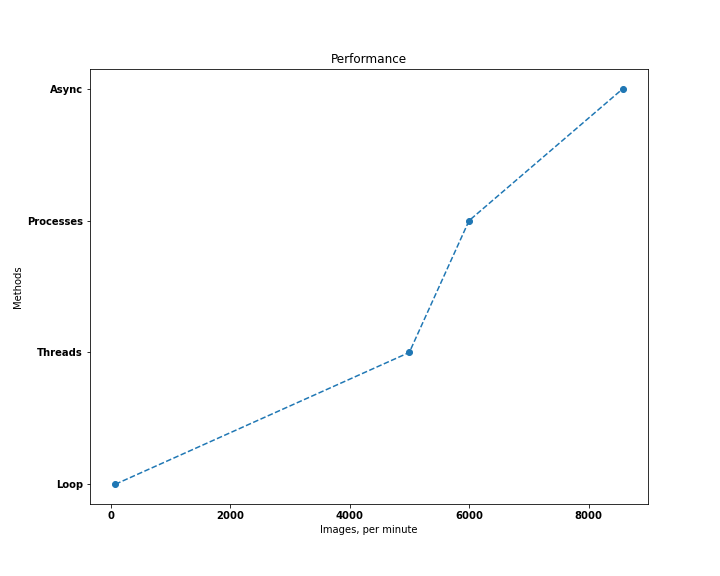 Performance
Async
Processes
Methods
Threads
Loop
0 2000 4000 6000 8000
Images, per minute